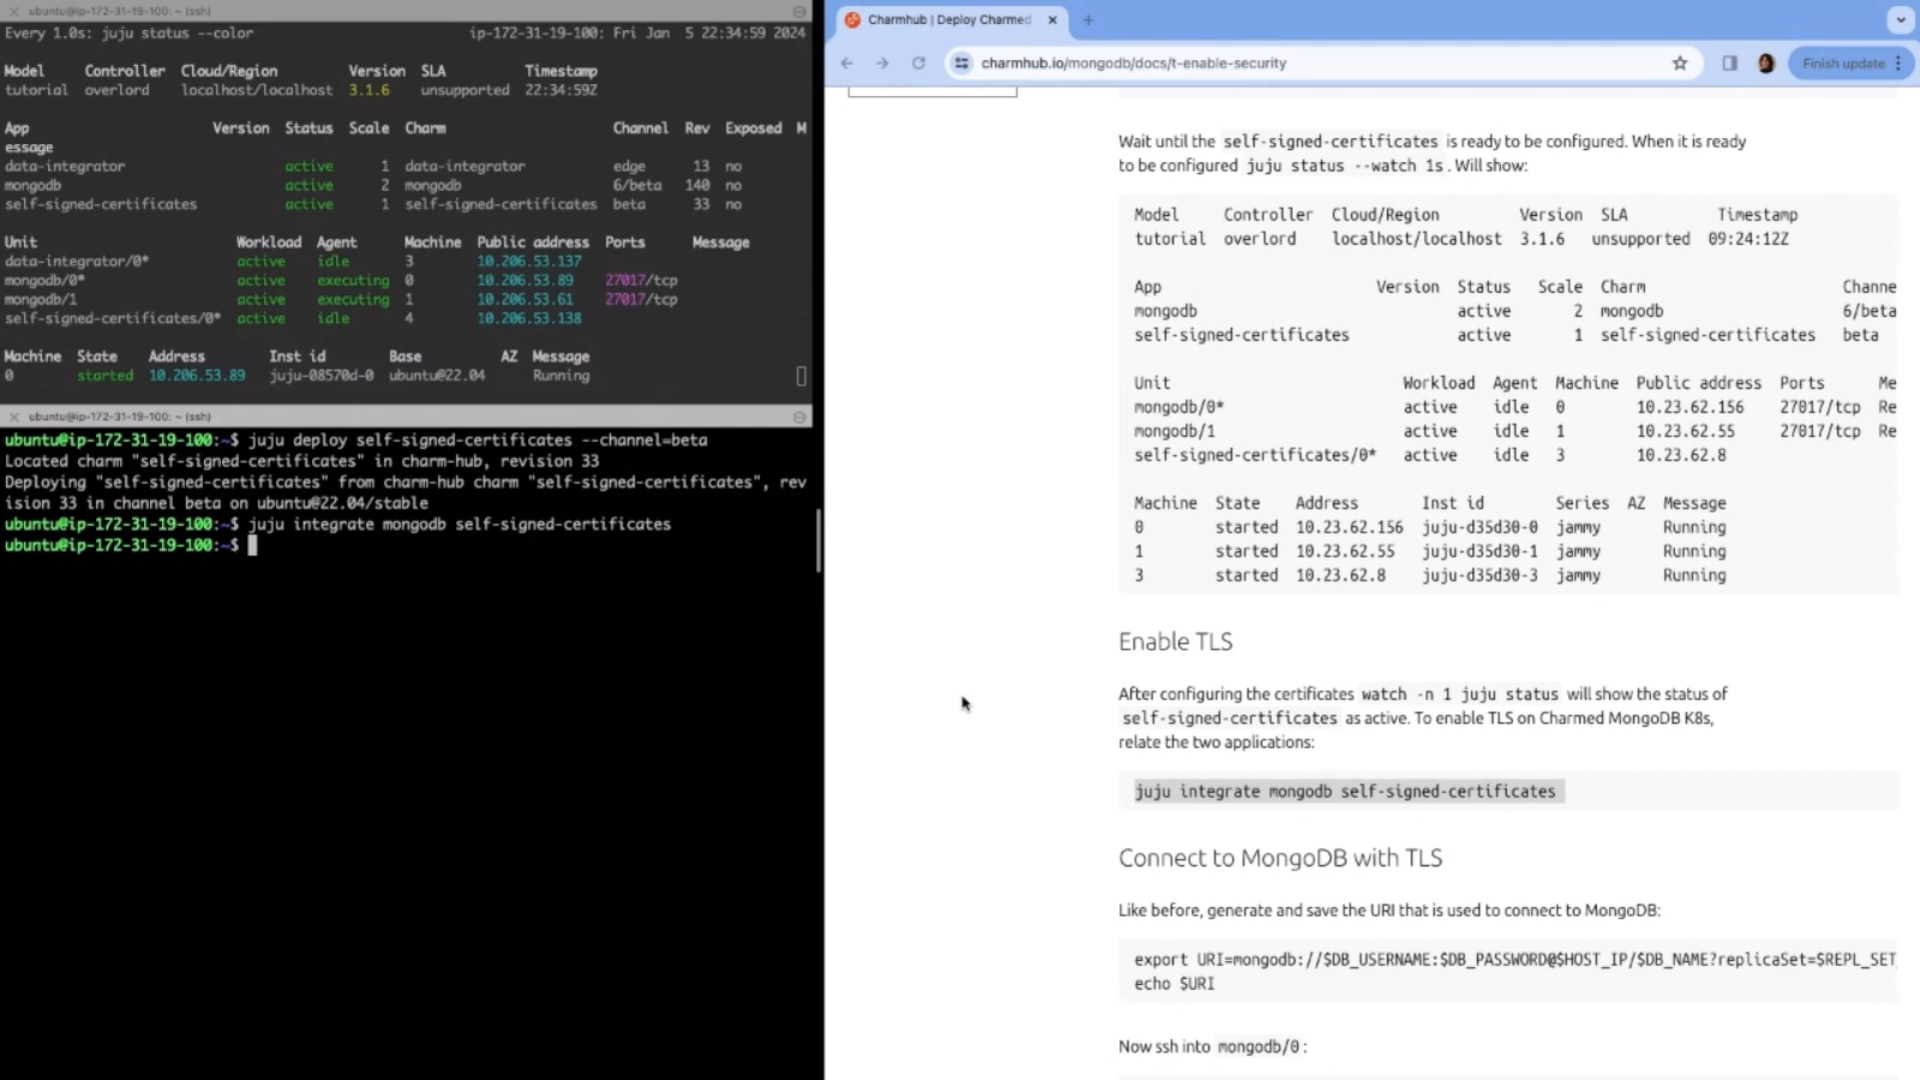 ubuntu@ip-172-31-19-100: ~ (ssh)
Every 1.0s: juju status --color ip-172-31-19-100: Fri Jan 5 22:34:59 2024
Model Controller Cloud/Region Version SLA Timestamp
tutorial overlord localhost/localhost 3.1.6 unsupported 22:34:59Z
App Version Status Scale Charm Channel Rev Exposed M
essage
data-integrator active 1 data-integrator edge 13 no
mongodb active 2 mongodb 6/beta 140 no
self-signed-certificates active 1 self-signed-certificates beta 33 no
Unit Workload Agent Machine Public address Ports Message
data-integrator/0* active idle 3 10.206.53.137
mongodb/0* active executing 0 10.206.53.89 27017/tcp
mongodb/1 active executing 1 10.206.53.61 27017/tcp
self-signed-certificates/0* active idle 4 10.206.53.138
Machine State Address Inst id Base AZ Message
0 started 10.206.53.89 juju-08570d-0 ubuntu@22.04 Running
ubuntu@ip-172-31-19-100: ~ (ssh)
ubuntu@ip-172-31-19-100:~$ juju deploy self-signed-certificates --channel=beta
Located charm "self-signed-certificates" in charm-hub, revision 33
Deploying "self-signed-certificates" from charm-hub charm "self-signed-certificates", rev
ision 33 in channel beta on ubuntu@22.04/stable
ubuntu@ip-172-31-19-100:~$ juju integrate mongodb self-signed-certificates
ubuntu@ip-172-31-19-100:~$
Charmhub | Deploy Charmed
charmhub.io/mongodb/docs/t-enable-security
Finish update
Wait until the self-signed-certificates is ready to be configured. When it is ready
to be configured juju status --watch 1s. Will show:
Model Controller Cloud/Region Version SLA Timestamp
tutorial overlord localhost/localhost 3.1.6 unsupported 09:24:12Z
App Version Status Scale Charm Channe
mongodb active 2 mongodb 6/beta
self-signed-certificates active 1 self-signed-certificates beta
Unit Workload Agent Machine Public address Ports Me
mongodb/0* active idle 0 10.23.62.156 27017/tcp Re
mongodb/1 active idle 1 10.23.62.55 27017/tcp Re
self-signed-certificates/0* active idle 3 10.23.62.8
Machine State Address Inst id Series AZ Message
0 started 10.23.62.156 juju-d35d30-0 jammy Running
1 started 10.23.62.55 juju-d35d30-1 jammy Running
3 started 10.23.62.8 juju-d35d30-3 jammy Running
Enable TLS
After configuring the certificates watch -n 1 juju status will show the status of
self-signed-certificates as active. To enable TLS on Charmed MongoDB K8s,
relate the two applications:
juju integrate mongodb self-signed-certificates
Connect to MongoDB with TLS
Like before, generate and save the URI that is used to connect to MongoDB:
export URI=mongodb://$DB_USERNAME:$DB_PASSWORD@$HOST_IP/$DB_NAME?replicaSet=$REPL_SET_
echo $URI
Now ssh into mongodb/0: